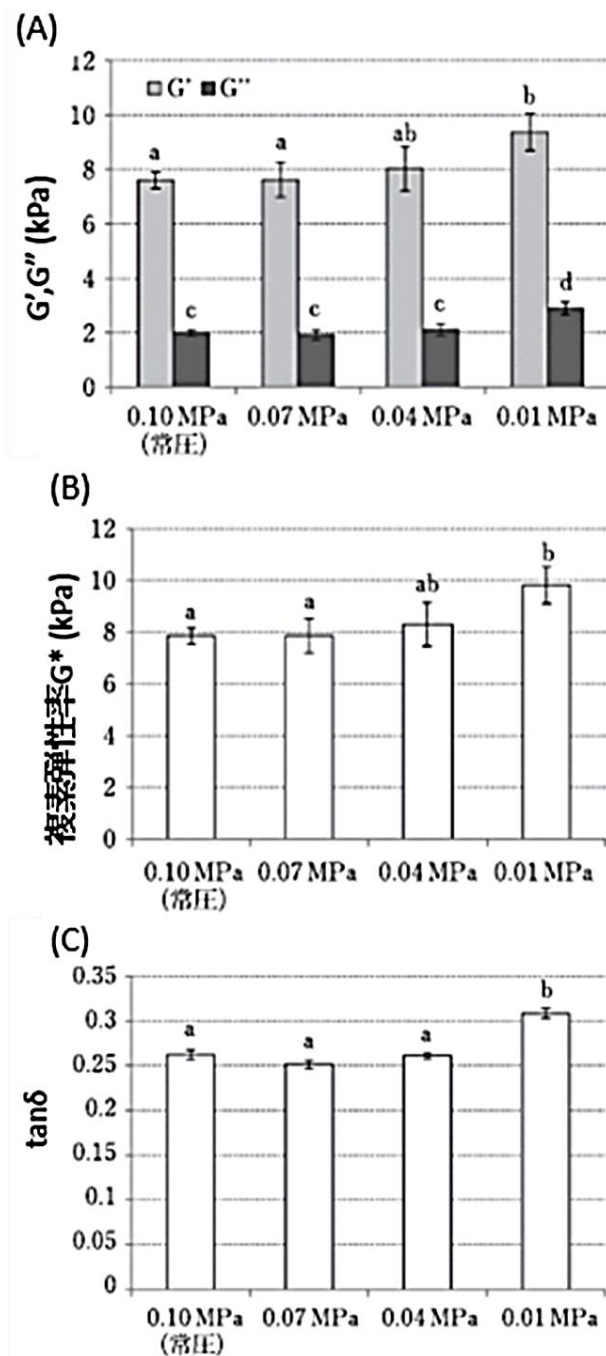 (A)
G',G" (kPa)
12
10
8
6
4
2
0
G' G"
a a ab b
c c c d
0.10 MPa 0.07 MPa 0.04 MPa 0.01 MPa
(常圧)
(B)
複素弾性率G* (kPa)
12
10
8
6
4
2
0
a a ab b
0.10 MPa 0.07 MPa 0.04 MPa 0.01 MPa
(常圧)
(C)
tanδ
0.35
0.3
0.25
0.2
0.15
0.1
0.05
0
a a a b
0.10 MPa 0.07 MPa 0.04 MPa 0.01 MPa
(常圧)